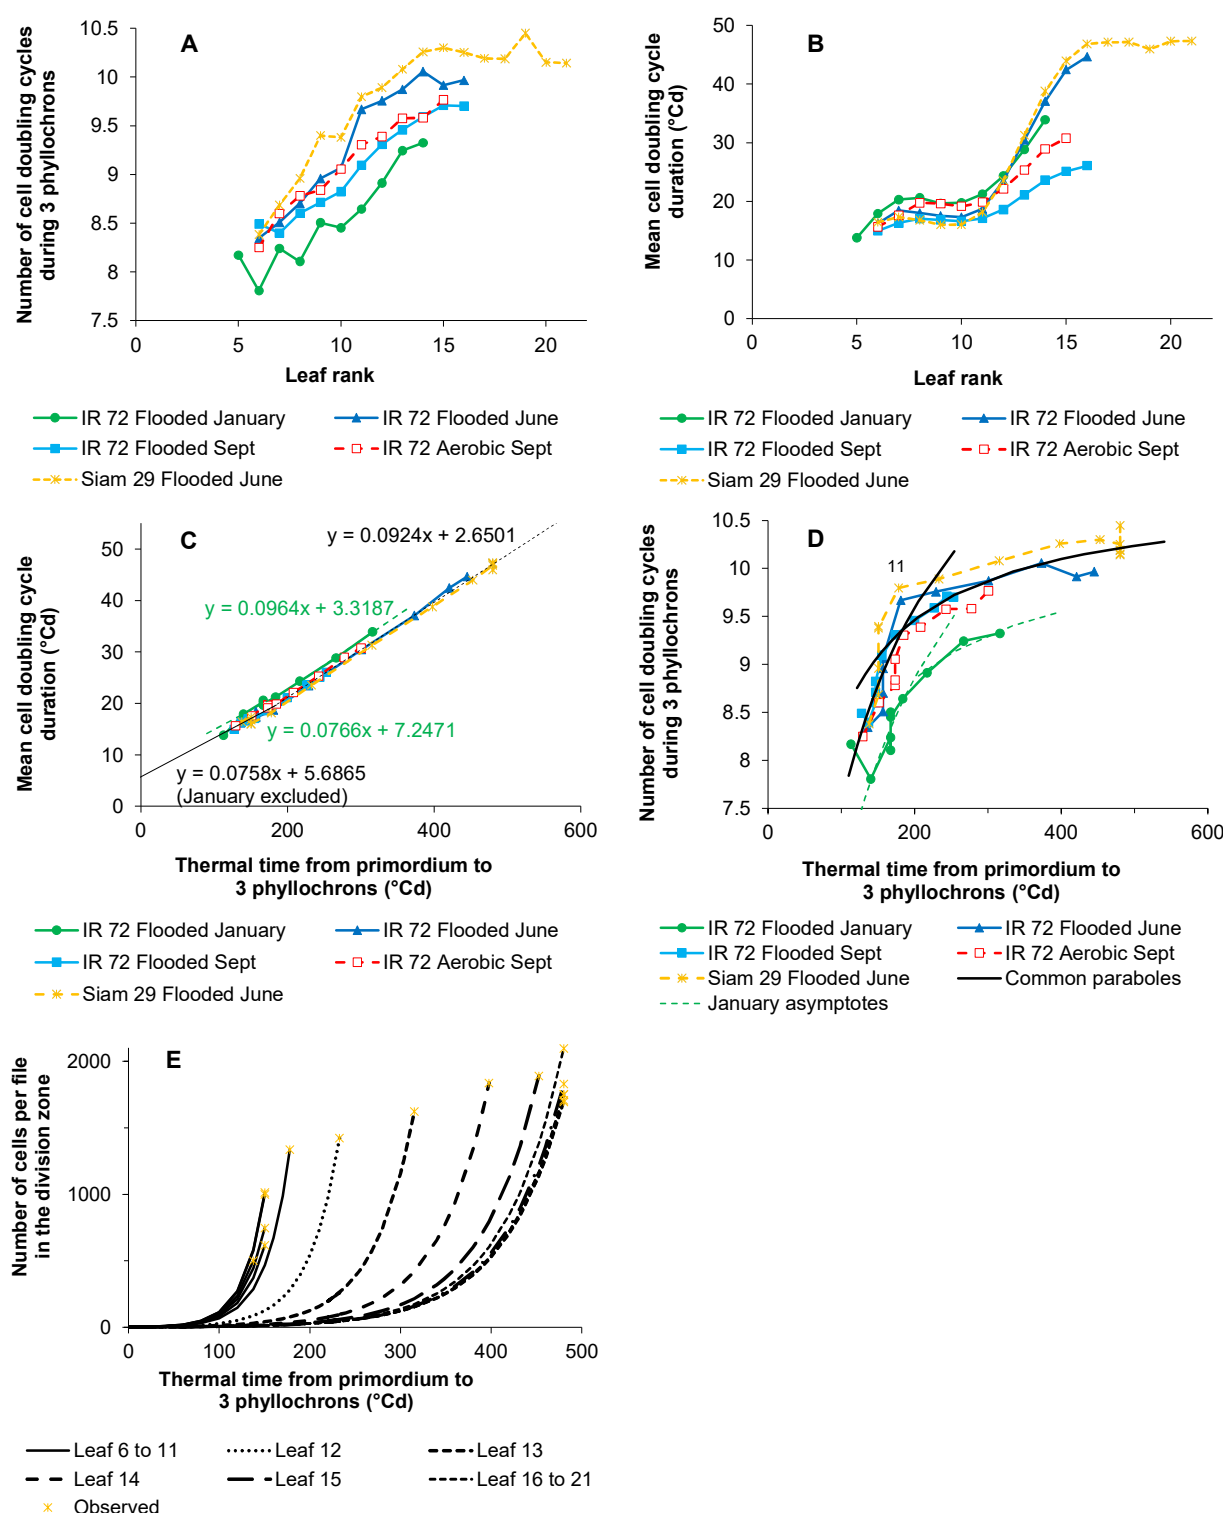 A
Number of cell doubling cycles
during 3 phyllochrons
10.5
10
9.5
9
8.5
8
7.5
0 5 10 15 20
Leaf rank
IR 72 Flooded January
IR 72 Flooded June
IR 72 Flooded Sept
IR 72 Aerobic Sept
Siam 29 Flooded June
B
Mean cell doubling cycle
duration (°Cd)
50
40
30
20
10
0
0 5 10 15 20
Leaf rank
IR 72 Flooded January
IR 72 Flooded June
IR 72 Flooded Sept
IR 72 Aerobic Sept
Siam 29 Flooded June
C
Mean cell doubling cycle
duration (°Cd)
50
40
30
20
10
0
y = 0.0924x + 2.6501
y = 0.0964x + 3.3187
y = 0.0766x + 7.2471
y = 0.0758x + 5.6865
(January excluded)
0 200 400 600
Thermal time from primordium to
3 phyllochrons (°Cd)
IR 72 Flooded January
IR 72 Flooded June
IR 72 Flooded Sept
IR 72 Aerobic Sept
Siam 29 Flooded June
D
Number of cell doubling cycles
during 3 phyllochrons
10.5
10
9.5
9
8.5
8
7.5
11
0 200 400 600
Thermal time from primordium to
3 phyllochrons (°Cd)
IR 72 Flooded January
IR 72 Flooded June
IR 72 Flooded Sept
IR 72 Aerobic Sept
Siam 29 Flooded June
Common paraboles
January asymptotes
E
Number of cells per file
in the division zone
2000
1000
0
0 100 200 300 400 500
Thermal time from primordium to
3 phyllochrons (°Cd)
Leaf 6 to 11
Leaf 12
Leaf 13
Leaf 14
Leaf 15
Leaf 16 to 21
Observed